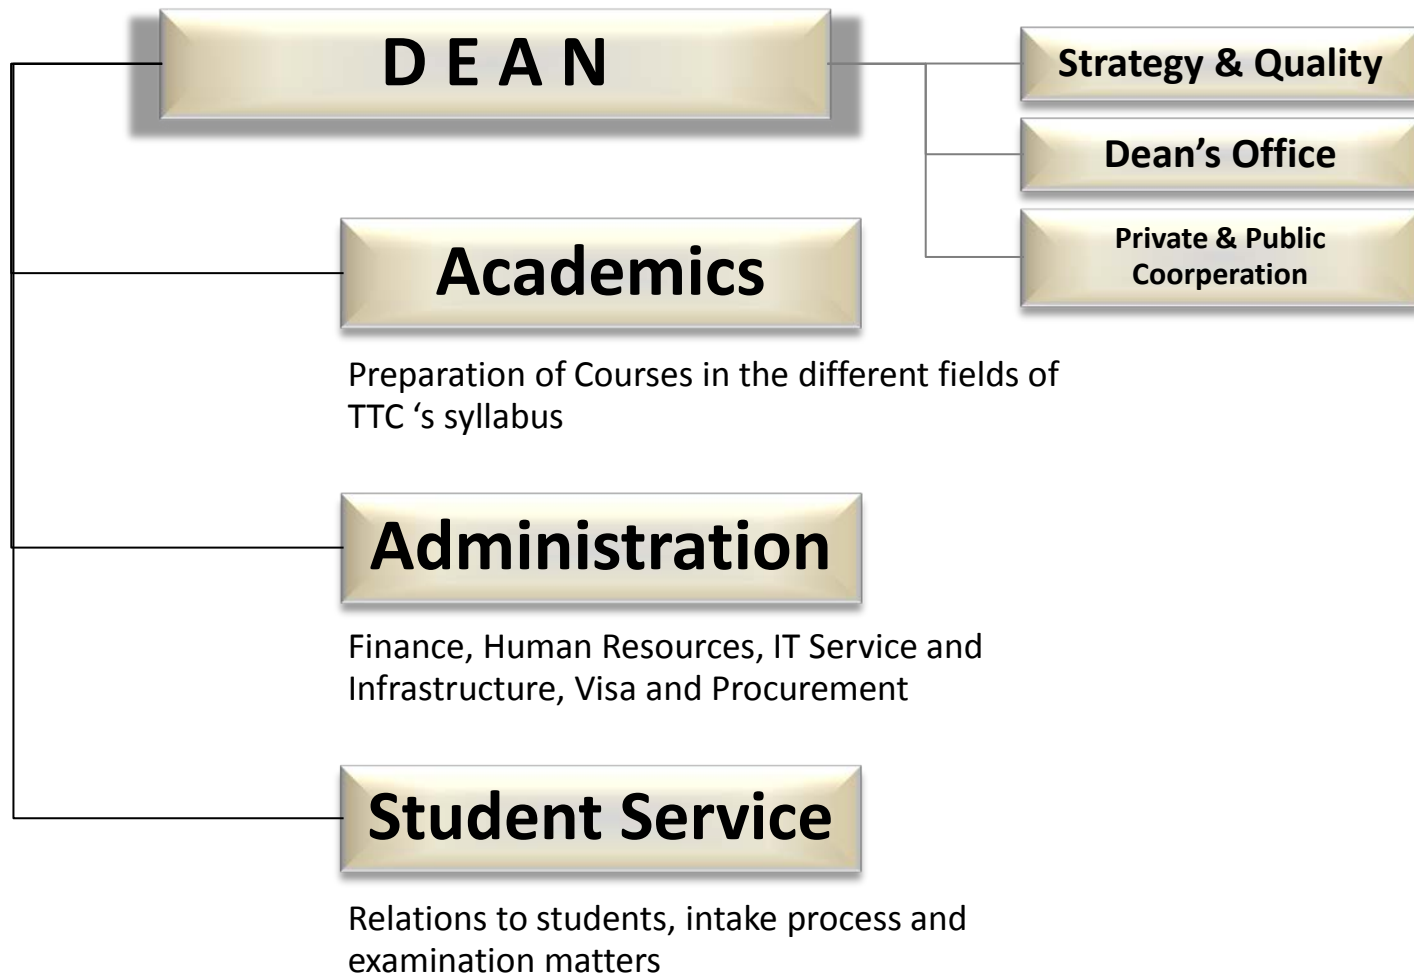 D E A N
Strategy & Quality
Dean’s Office
Private & Public
Coorperation
Academics
Preparation of Courses in the different fields of
TTC ‘s syllabus
Administration
Finance, Human Resources, IT Service and
Infrastructure, Visa and Procurement
Student Service
Relations to students, intake process and
examination matters